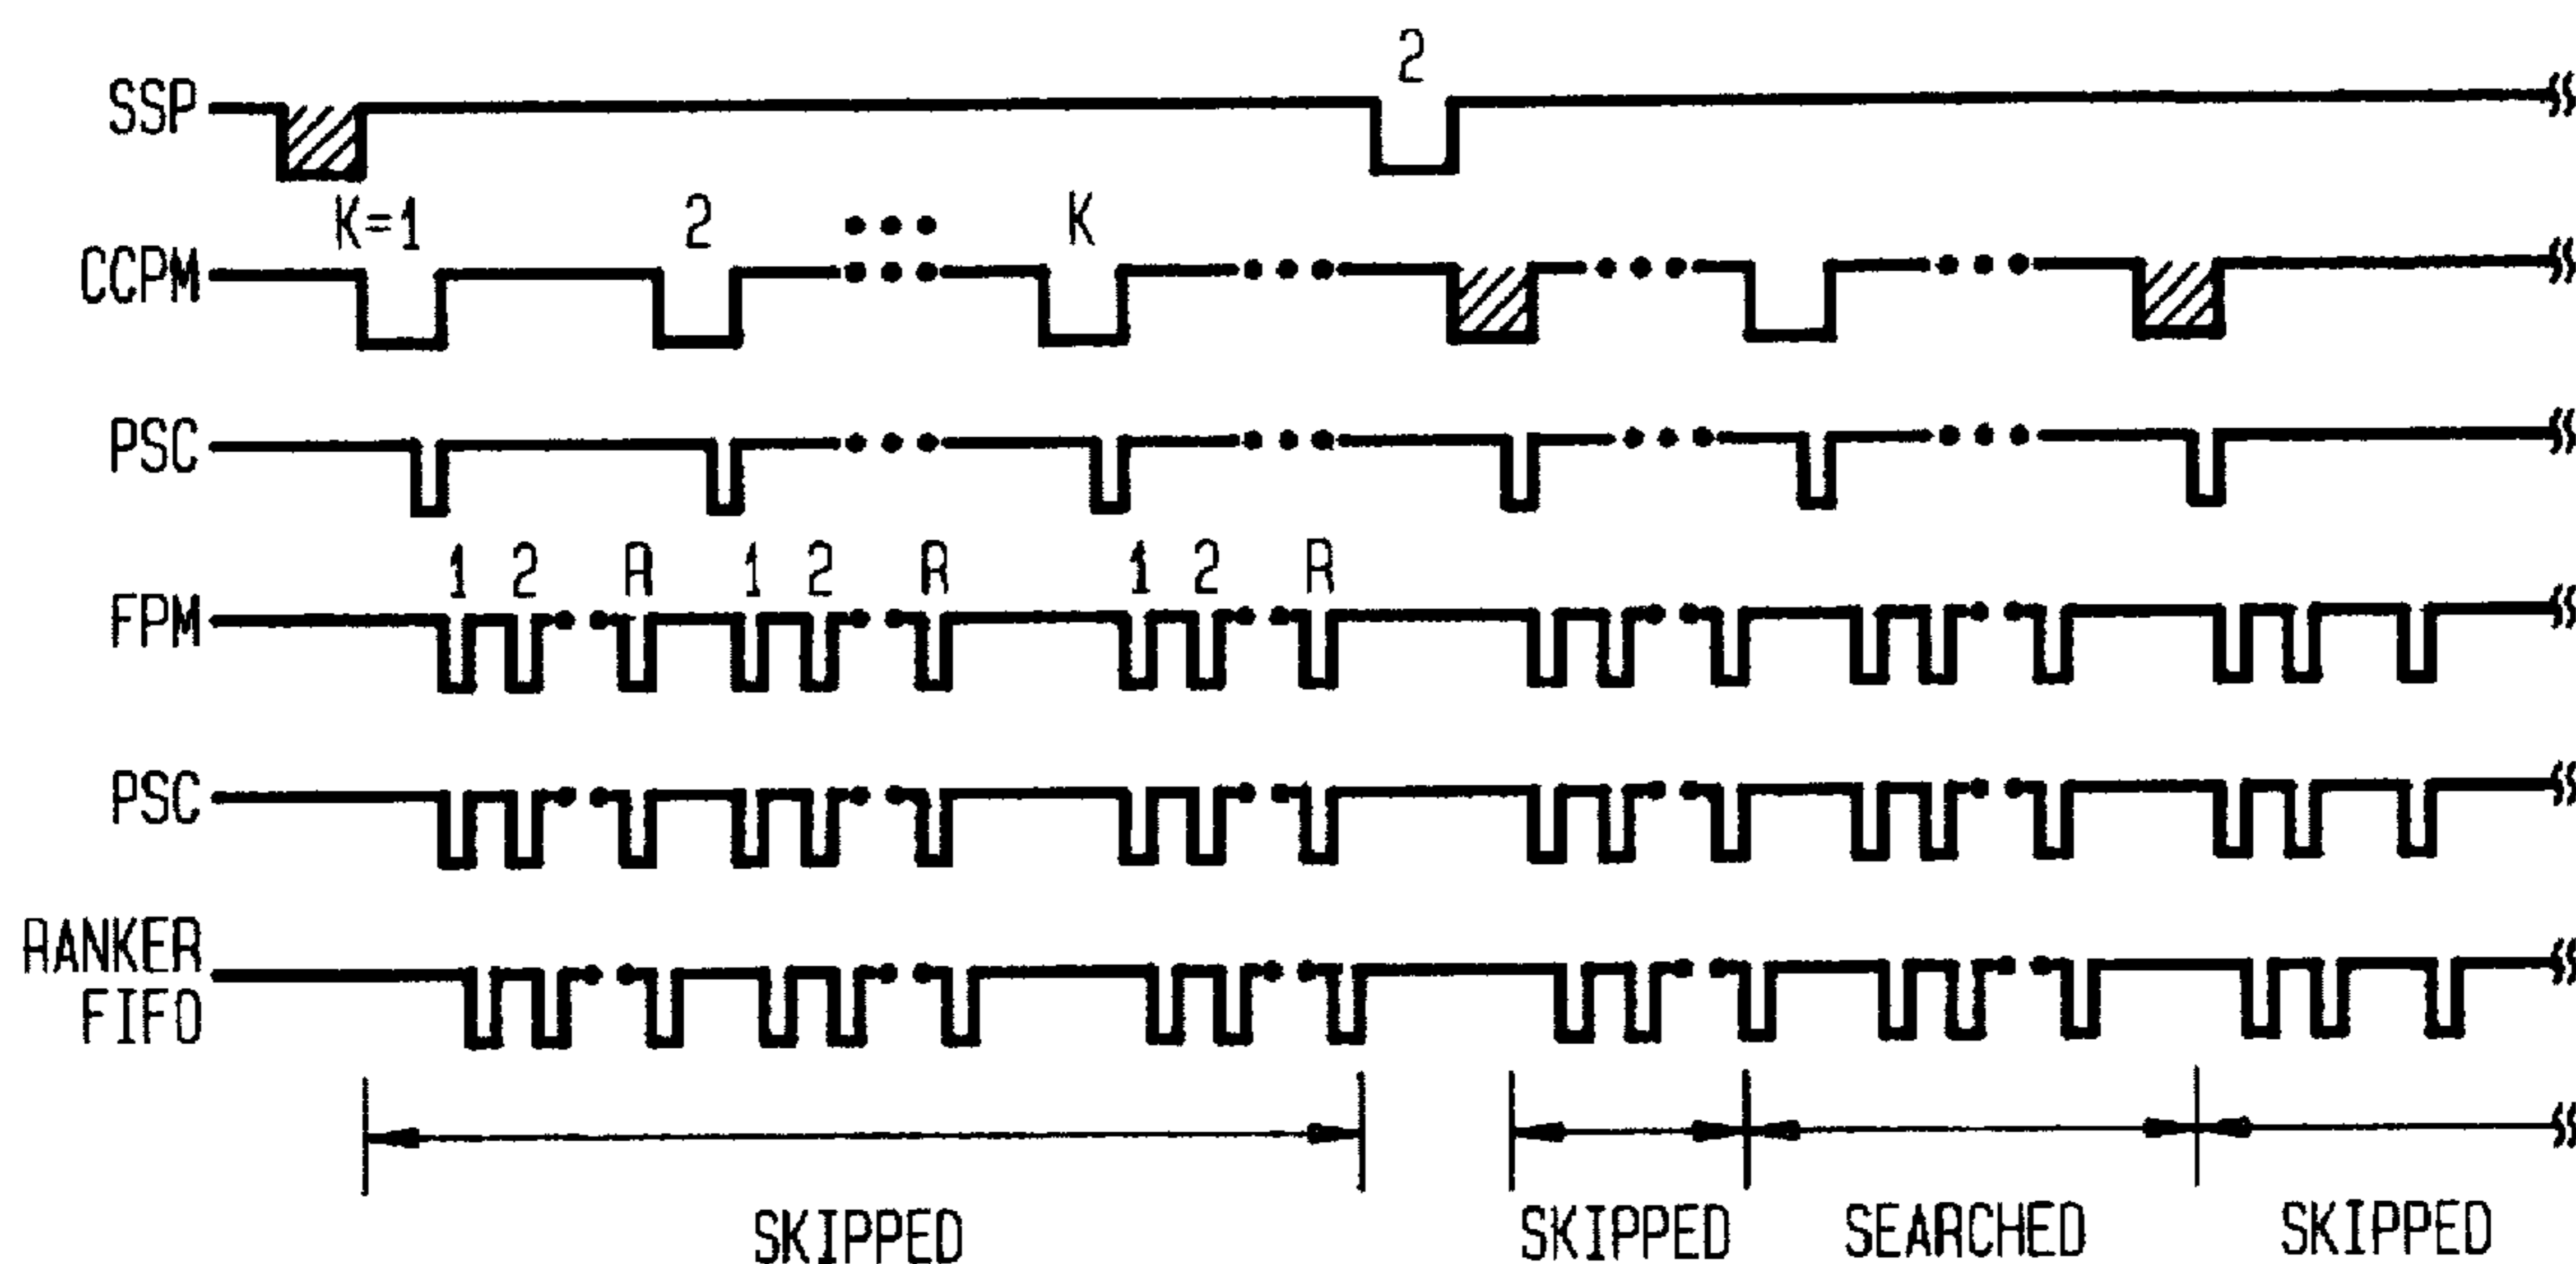 2
SSP
K=1 2 ••• K
CCPM
PSC
1 2 R 1 2 R 1 2 R
FPM
PSC
RANKER
FIFO
SKIPPED SKIPPED SEARCHED SKIPPED